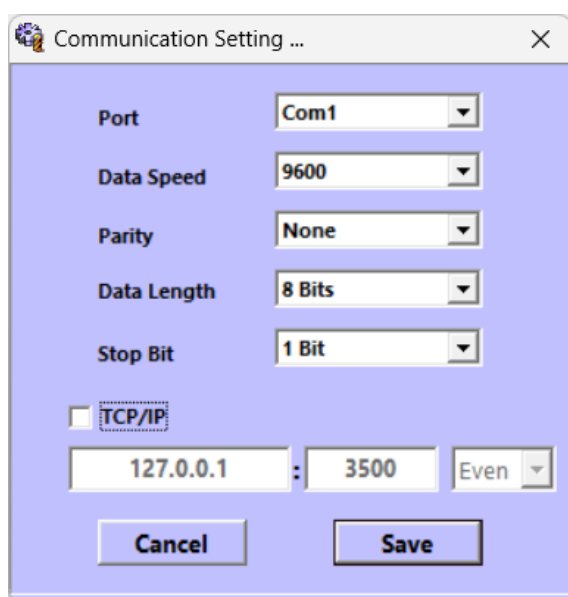 Communication Setting ...
Port Com1
Data Speed 9600
Parity None
Data Length 8 Bits
Stop Bit 1 Bit
TCP/IP
127.0.0.1 : 3500 Even
Cancel Save